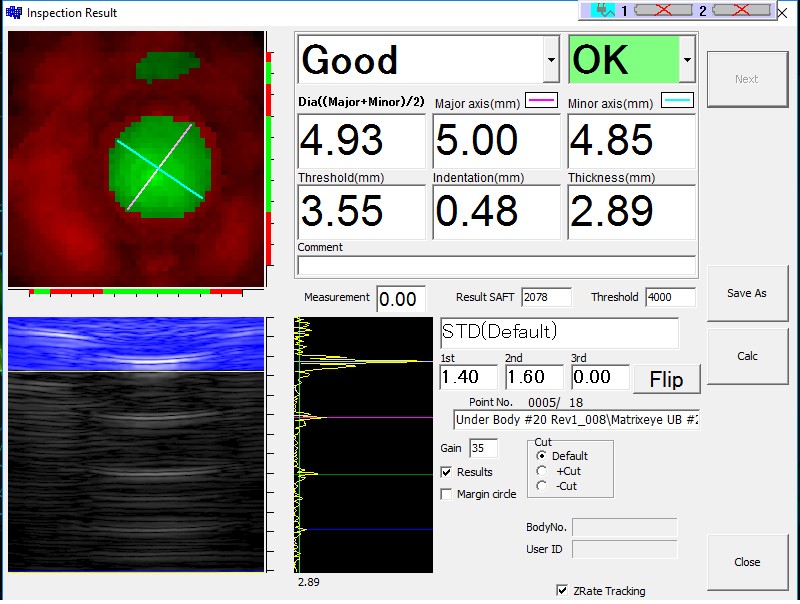 Inspection Result
1 2
Good
OK
Next
Dia((Major+Minor)/2)
Major axis(mm)
Minor axis(mm)
4.93
5.00
4.85
Threshold(mm)
Indentation(mm)
Thickness(mm)
3.55
0.48
2.89
Comment
Measurement 0.00
Result SAFT 2078
Threshold 4000
Save As
STD(Default)
1st
2nd
3rd
1.40
1.60
0.00
Flip
Calc
Point No. 0005/ 18
Under Body #20 Rev1_008\Matrixeye UB #2
Gain 35
Cut
Default
+Cut
-Cut
Results
Margin circle
BodyNo.
User ID
Close
2.89
ZRate Tracking